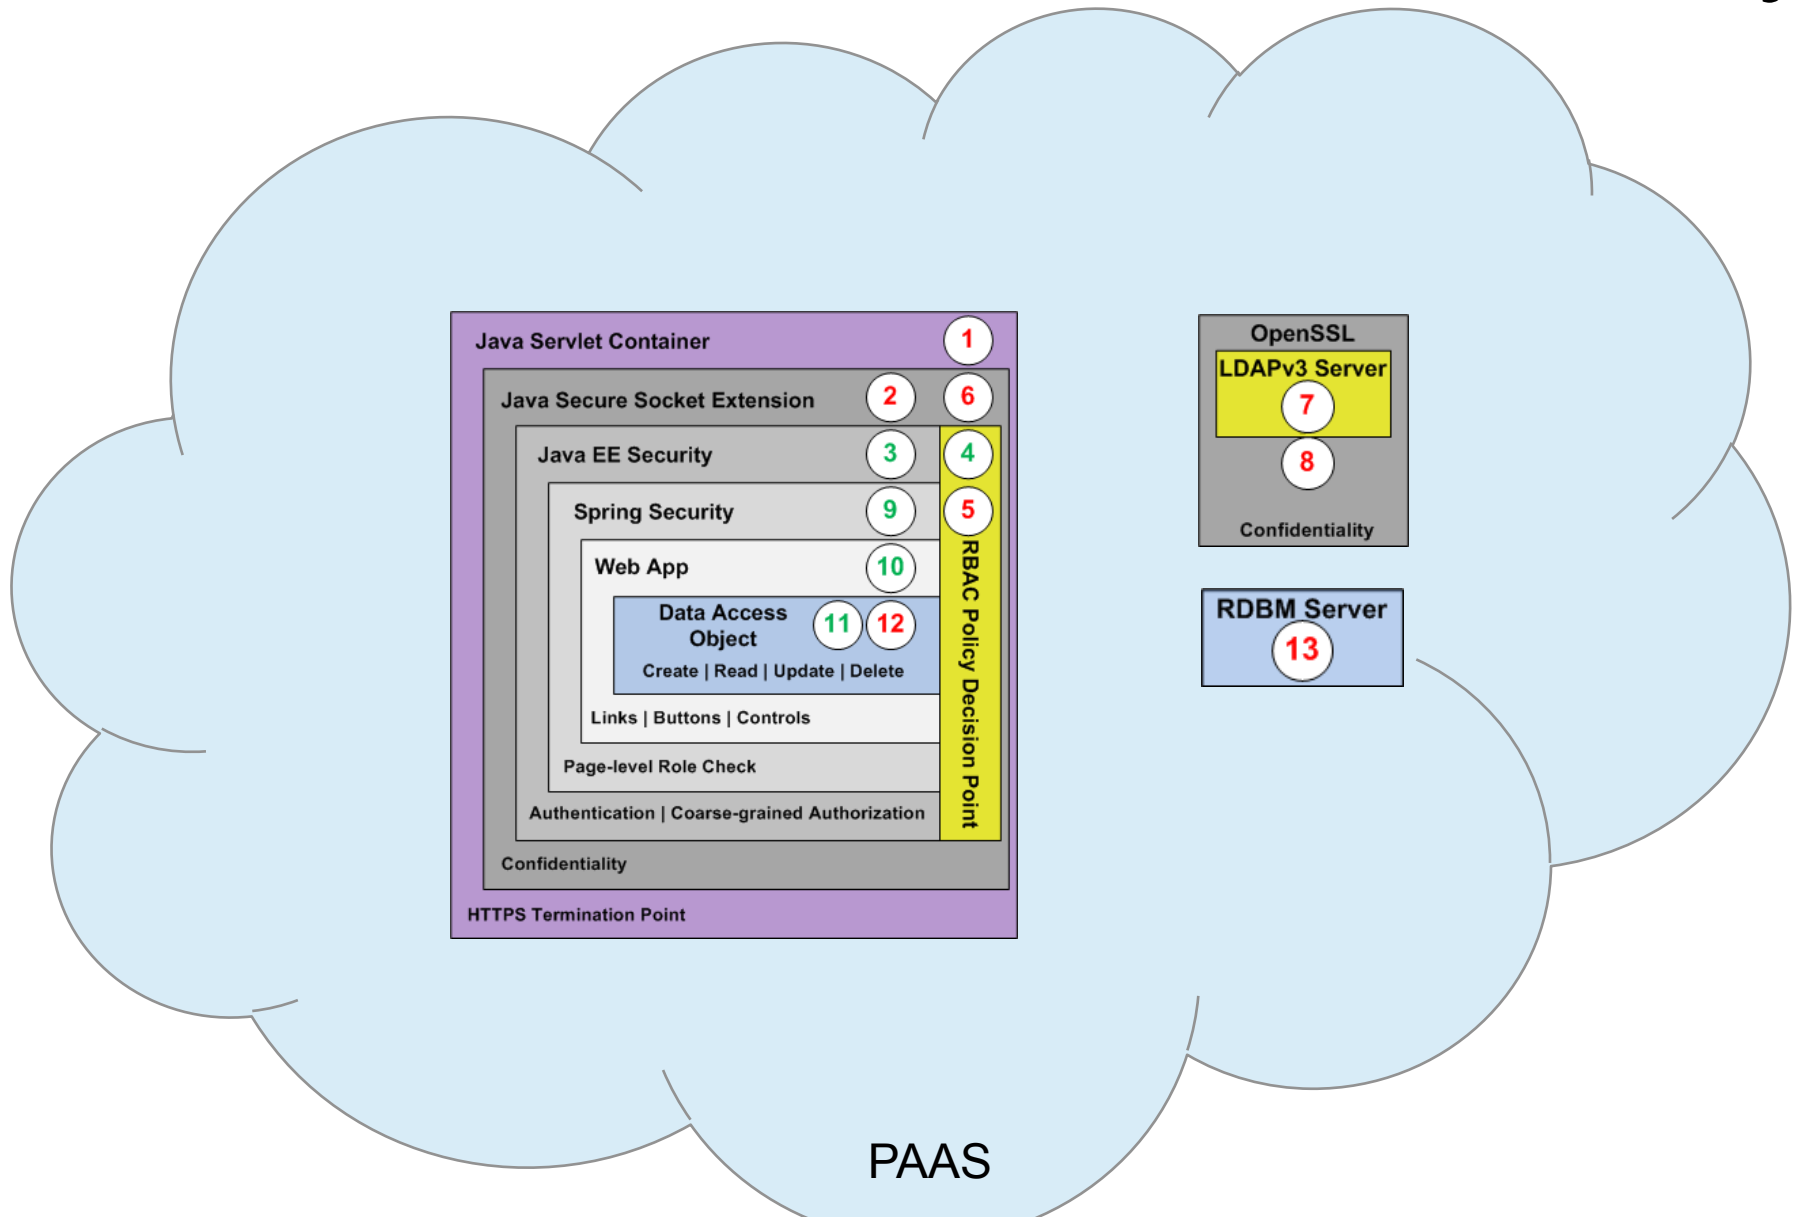 Java Servlet Container 1
Java Secure Socket Extension 2 6
Java EE Security 3 4
Spring Security 9 5
Web App 10
Data Access
Object
11 12
Create | Read | Update | Delete
Links | Buttons | Controls
Page-level Role Check
Authentication | Coarse-grained Authorization
Confidentiality
HTTPS Termination Point
RBAC Policy Decision Point
OpenSSL
LDAPv3 Server
7
8
Confidentiality
RDBM Server
13
PAAS